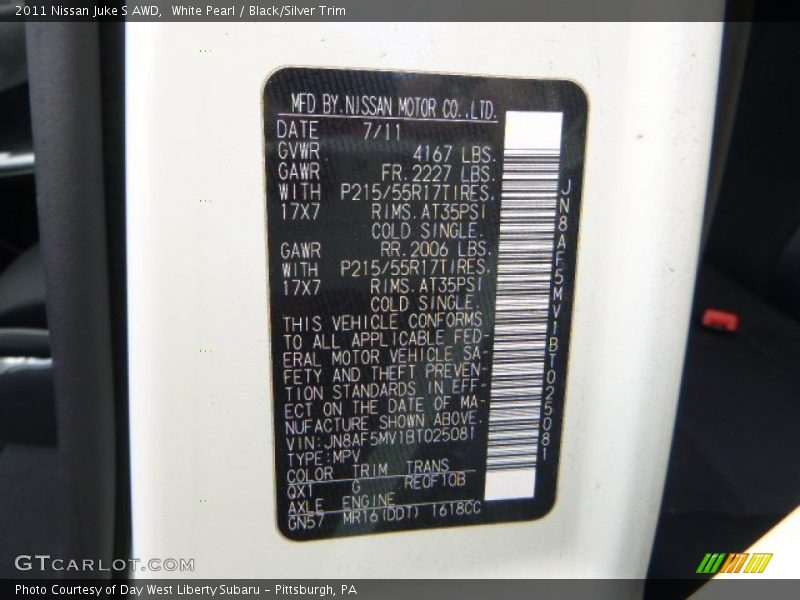 2011 Nissan Juke S AWD,  White Pearl / Black/Silver Trim
MFD BY.NISSAN MOTOR CO.,LTD.
DATE 7/11
GVWR 4167 LBS.
GAWR FR.2227 LBS.
WITH P215/55R17TIRES.
17X7 RIMS.AT35PSI
COLD SINGLE.
GAWR RR.2006 LBS.
WITH P215/55R17TIRES.
17X7 RIMS.AT35PSI
COLD SINGLE.
THIS VEHICLE CONFORMS
TO ALL APPLICABLE FED-
ERAL MOTOR VEHICLE SA-
FETY AND THEFT PREVEN-
TION STANDARDS IN EFF-
ECT ON THE DATE OF MA-
NUFACTURE SHOWN ABOVE.
VIN:JN8AF5MV1BT025081
TYPE:MPV
COLOR TRIM TRANS
QX1 G RE0F10B
AXLE ENGINE
GN57 MR16(DDT) 1618CC
JN8AF5MV1BT025081
GTCARLOT.COM
Photo Courtesy of Day West Liberty Subaru - Pittsburgh, PA